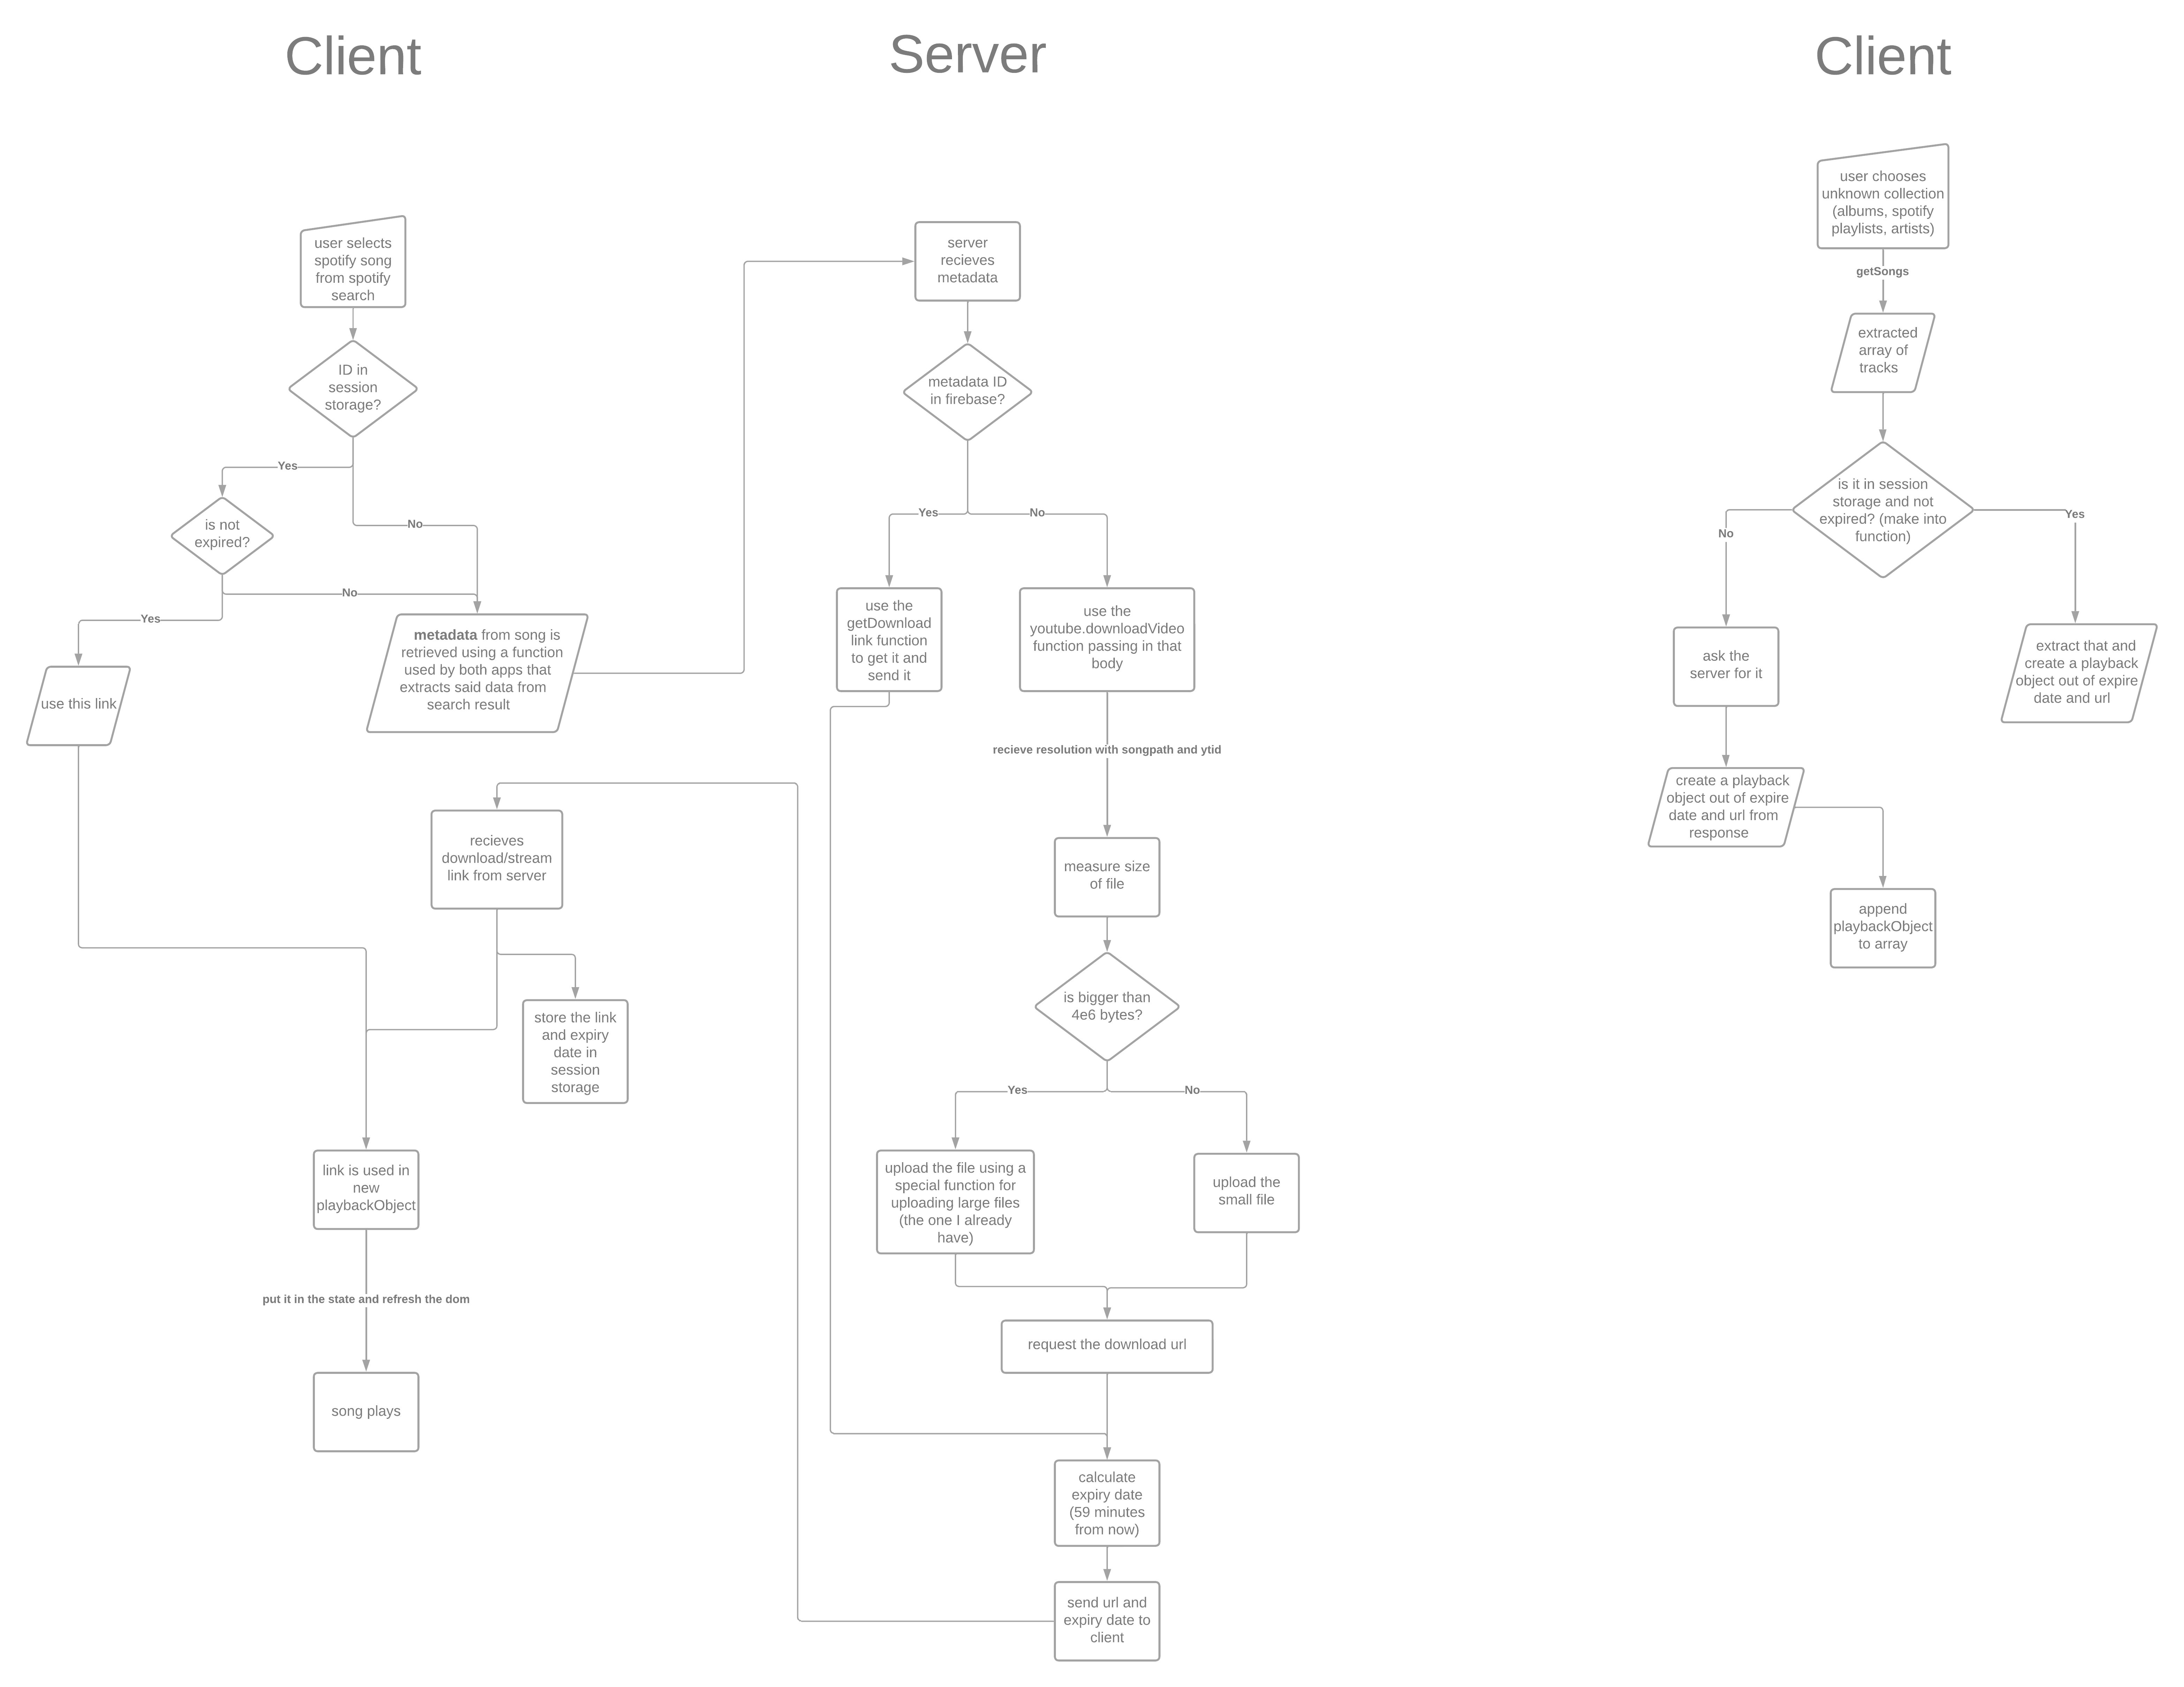 Client
user selects
spotify song
from spotify
search
ID in
session
storage?
Yes
No
is not
expired?
No
Yes
use this link
metadata from song is
retrieved using a function
used by both apps that
extracts said data from
search result
recieves
download/stream
link from server
store the link
and expiry
date in
session
storage
link is used in
new
playbackObject
put it in the state and refresh the dom
song plays
Server
server
recieves
metadata
metadata ID
in firebase?
Yes
No
use the
getDownload
link function
to get it and
send it
use the
youtube.downloadVideo
function passing in that
body
recieve resolution with songpath and ytid
measure size
of file
is bigger than
4e6 bytes?
Yes
No
upload the file using a
special function for
uploading large files
(the one I already
have)
upload the
small file
request the download url
calculate
expiry date
(59 minutes
from now)
send url and
expiry date to
client
Client
user chooses
unknown collection
(albums, spotify
playlists, artists)
getSongs
extracted
array of
tracks
is it in session
storage and not
expired? (make into
function)
No
Yes
ask the
server for it
extract that and
create a playback
object out of expire
date and url
create a playback
object out of expire
date and url from
response
append
playbackObject
to array